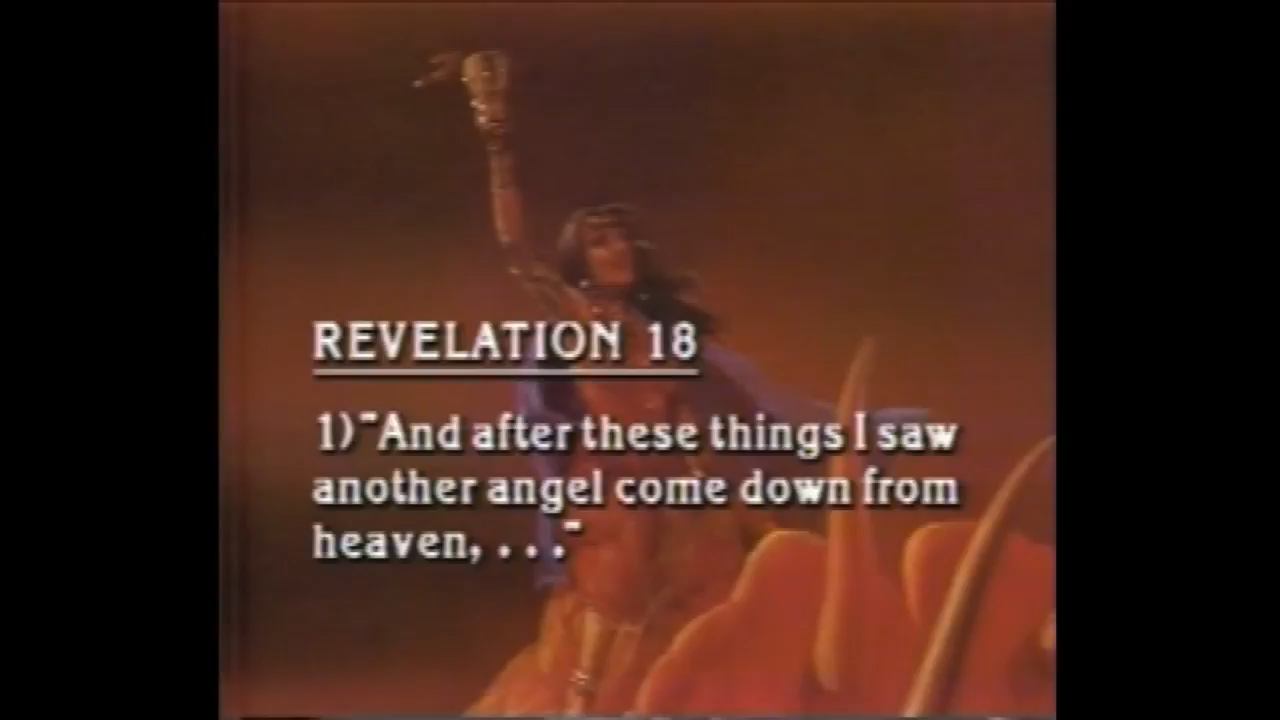 REVELATION 18
1) "And after these things I saw
another angel come down from
heaven, . . ."